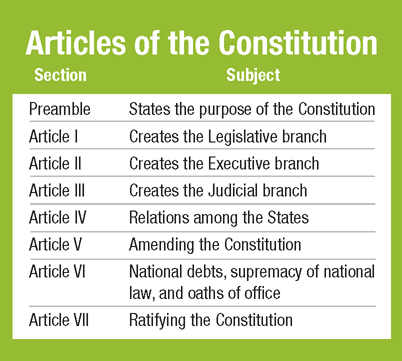 Articles of the Constitution
Section Subject
Preamble States the purpose of the Constitution
Article I Creates the Legislative branch
Article II Creates the Executive branch
Article III Creates the Judicial branch
Article IV Relations among the States
Article V Amending the Constitution
Article VI National debts, supremacy of national
law, and oaths of office
Article VII Ratifying the Constitution